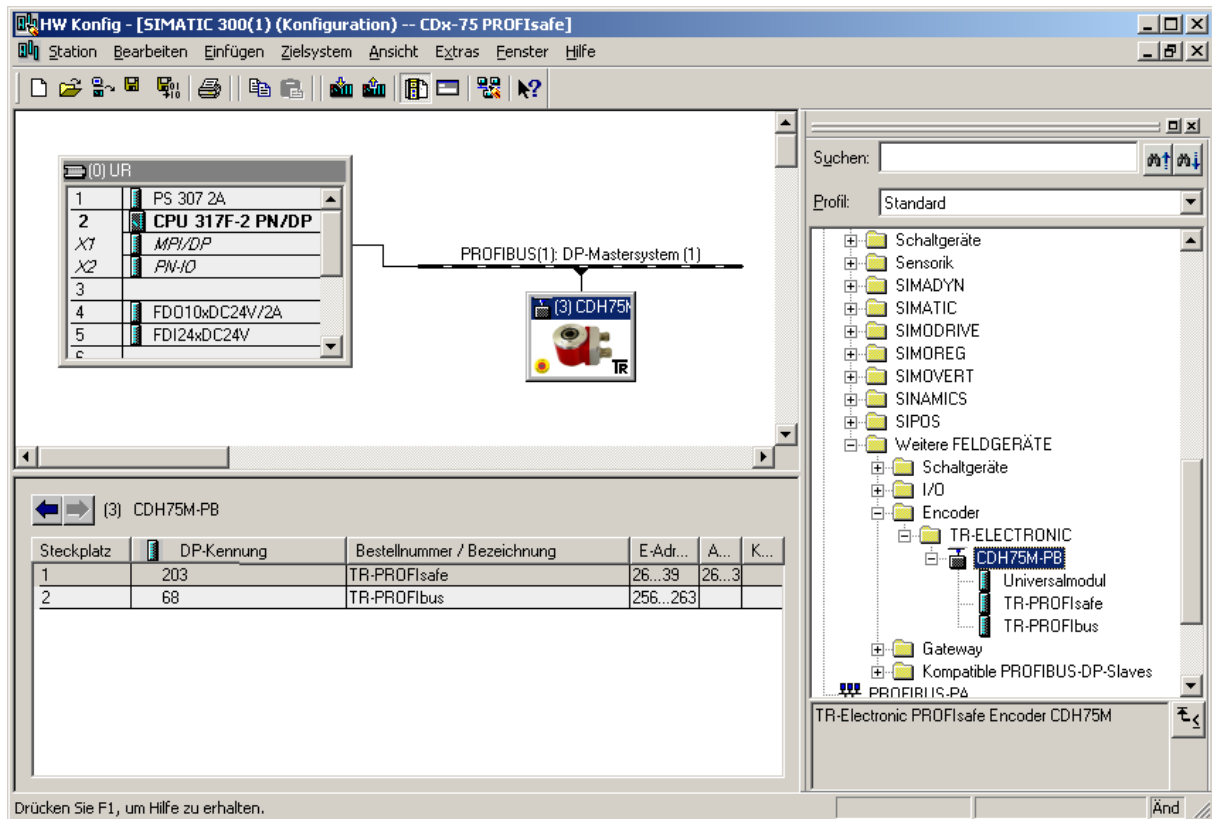 HW Konfig - [SIMATIC 300(1) (Konfiguration) -- CDx-75 PROFIsafe]
Station Bearbeiten Einfügen Zielsystem Ansicht Extras Fenster Hilfe
(0) UR
1 PS 307 2A
2 CPU 317F-2 PN/DP
X1 MPI/DP
X2 PN-IO
3
4 FDO10xDC24V/2A
5 FDI24xDC24V
6
PROFIBUS(1): DP-Mastersystem (1)
(3) CDH75M
TR
(3) CDH75M-PB
Steckplatz DP-Kennung Bestellnummer / Bezeichnung E-Adr... A... K...
1 203 TR-PROFIsafe 26...39 26...3
2 68 TR-PROFIbus 256...263
Suchen:
Profil: Standard
Schaltgeräte
Sensorik
SIMADYN
SIMATIC
SIMODRIVE
SIMOREG
SIMOVERT
SINAMICS
SIPOS
Weitere FELDGERÄTE
Schaltgeräte
I/O
Encoder
TR-ELECTRONIC
CDH75M-PB
Universalmodul
TR-PROFIsafe
TR-PROFIbus
Gateway
Kompatible PROFIBUS-DP-Slaves
PROFIBUS-PA
TR-Electronic PROFIsafe Encoder CDH75M
Drücken Sie F1, um Hilfe zu erhalten.
Änd